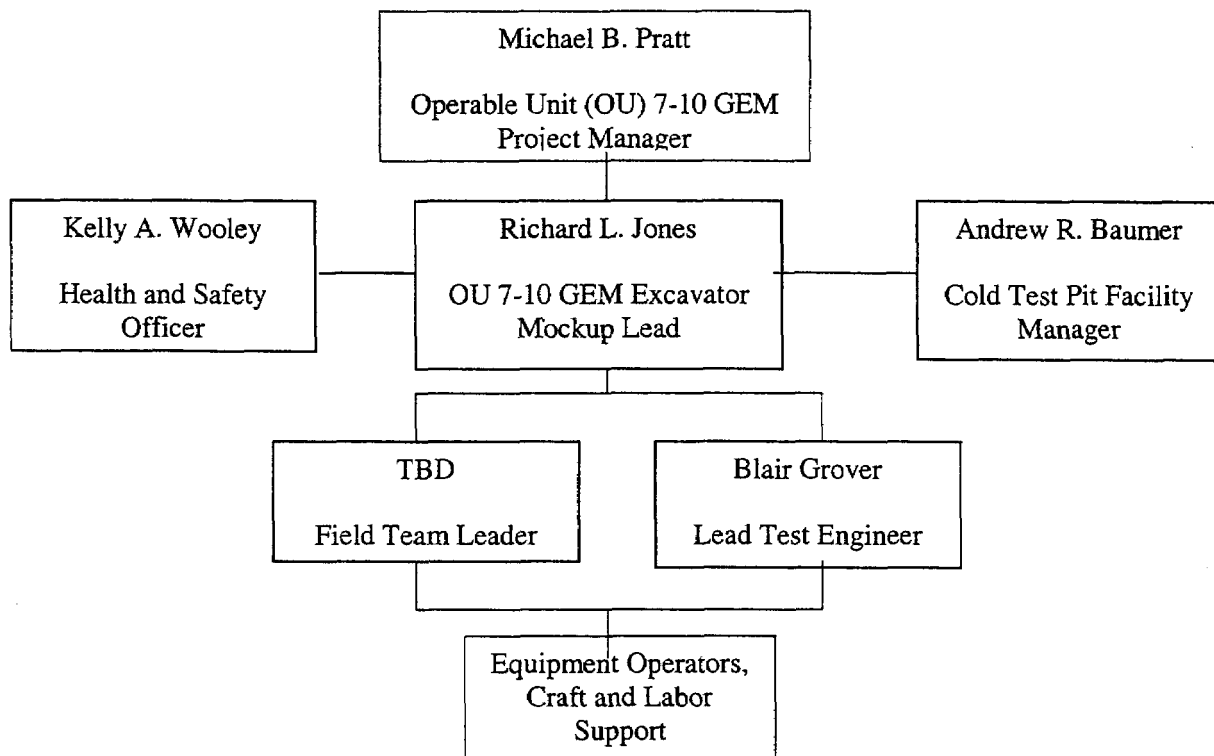 Michael B. Pratt
Operable Unit (OU) 7-10 GEM
Project Manager
Kelly A. Wooley
Health and Safety
Officer
Richard L. Jones
OU 7-10 GEM Excavator
Mockup Lead
Andrew R. Baumer
Cold Test Pit Facility
Manager
TBD
Field Team Leader
Blair Grover
Lead Test Engineer
Equipment Operators,
Craft and Labor
Support